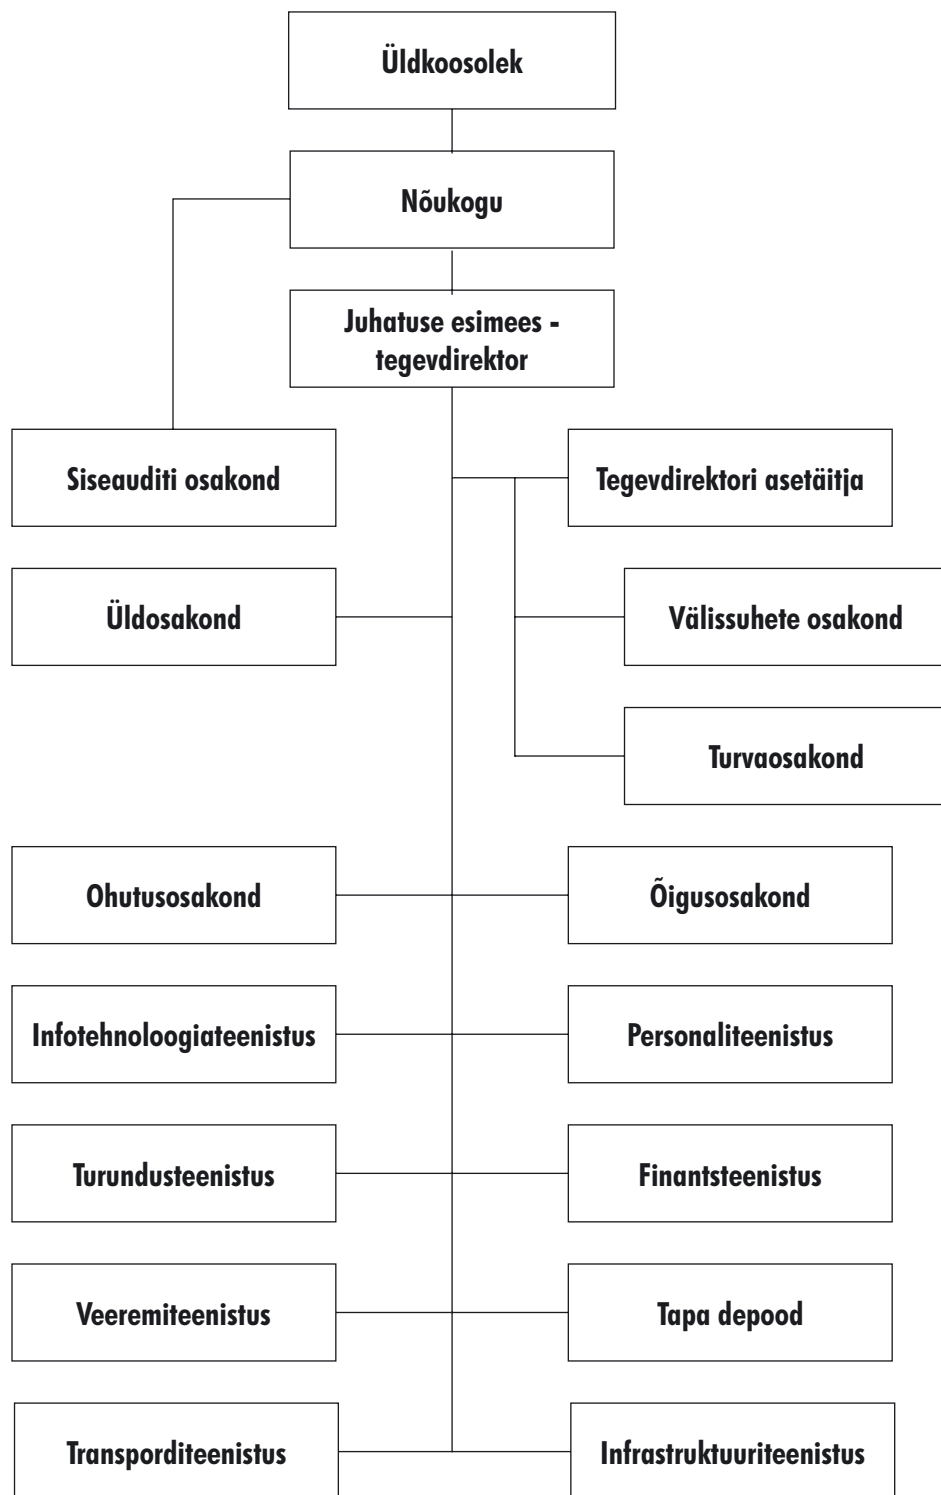 Üldkoosolek
Nõukogu
Juhatuse esimees -
tegevdirektor
Siseauditi osakond
Tegevdirektori asetäitja
Üldosakond
Välissuhete osakond
Turvaosakond
Ohutusosakond
Õigusosakond
Infotehnoloogiateenistus
Personaliteenistus
Turundusteenistus
Finantsteenistus
Veeremiteenistus
Tapa depood
Transporditeenistus
Infrastruktuuriteenistus